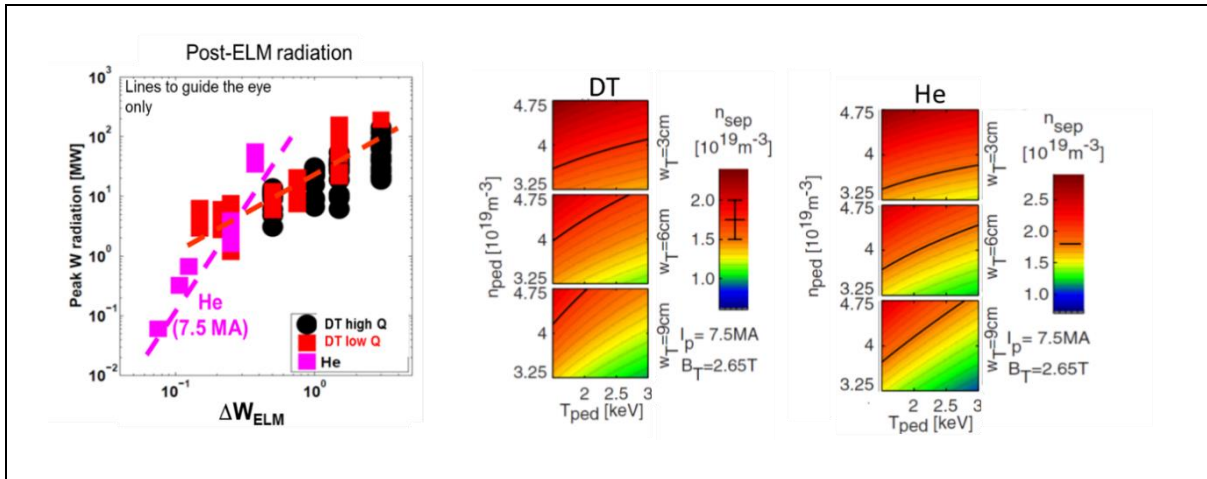 Post-ELM radiation
Lines to guide the eye
only
10³
10²
10¹
10⁰
10⁻¹
10⁻²
Peak W radiation [MW]
He
(7.5 MA)
DT high Q
DT low Q
He
10⁻¹
10⁰
ΔW_ELM
DT
4.75
4
3.25
4.75
4
3.25
4.75
4
3.25
n_ped [10¹⁹m⁻³]
w_T=3cm
w_T=6cm
w_T=9cm
2
2.5
3
T_ped [keV]
n_sep
[10¹⁹m⁻³]
2.0
1.5
1.0
I_p= 7.5MA
B_T=2.65T
He
4.75
4
3.25
4.75
4
3.25
4.75
4
3.25
n_ped [10¹⁹m⁻³]
w_T=3cm
w_T=6cm
w_T=9cm
2
2.5
3
T_ped [keV]
n_sep
[10¹⁹m⁻³]
2.5
2.0
1.5
1.0
I_p= 7.5MA
B_T=2.65T